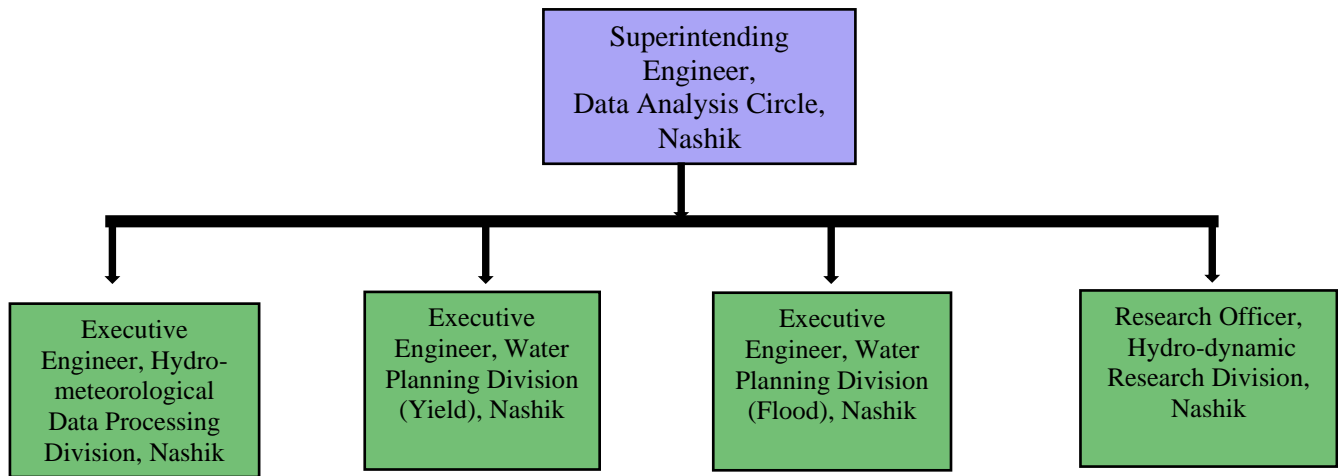 Superintending
Engineer,
Data Analysis Circle,
Nashik
Executive
Engineer, Hydro-
meteorological
Data Processing
Division, Nashik
Executive
Engineer, Water
Planning Division
(Yield), Nashik
Executive
Engineer, Water
Planning Division
(Flood), Nashik
Research Officer,
Hydro-dynamic
Research Division,
Nashik